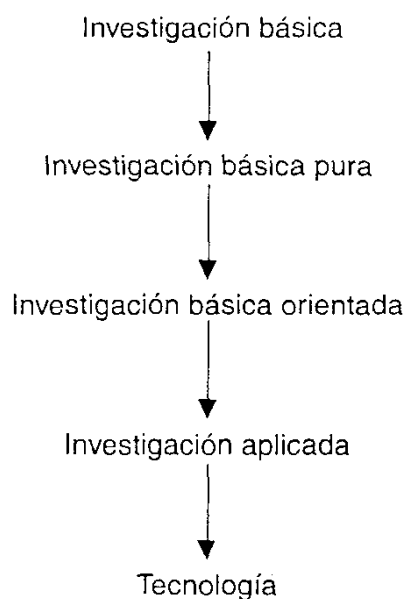 Investigación básica
Investigación básica pura
Investigación básica orientada
Investigación aplicada
Tecnología